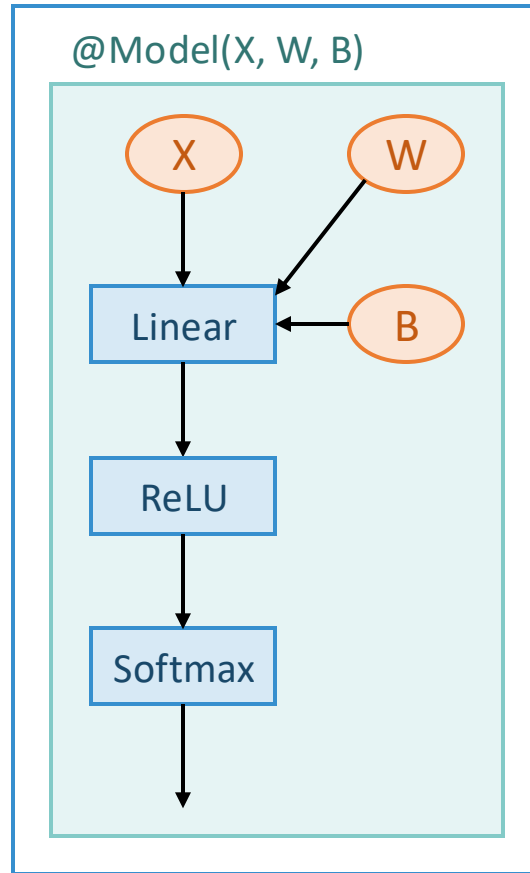 @Model(X, W, B)
X
W
Linear
B
ReLU
Softmax